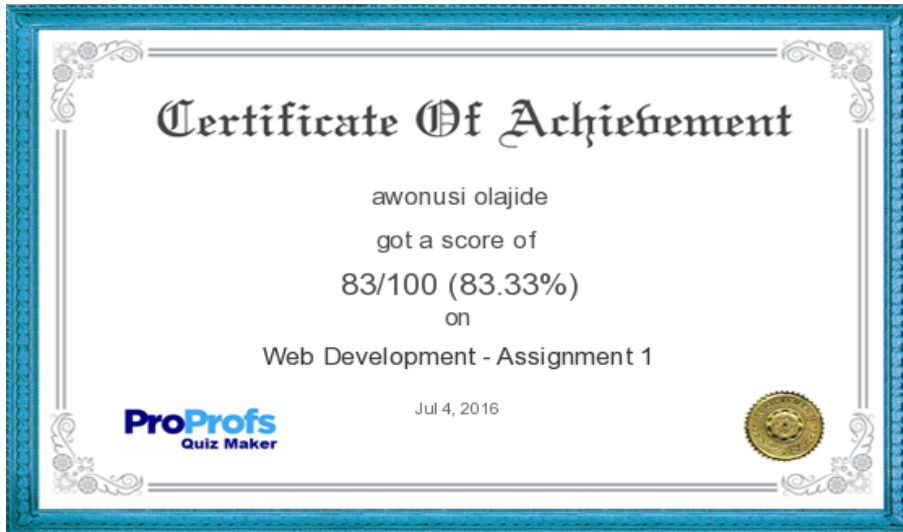 Certificate Of Achievement
awonusi olajide
got a score of
83/100 (83.33%)
on
Web Development - Assignment 1
Jul 4, 2016
ProProfs
Quiz Maker